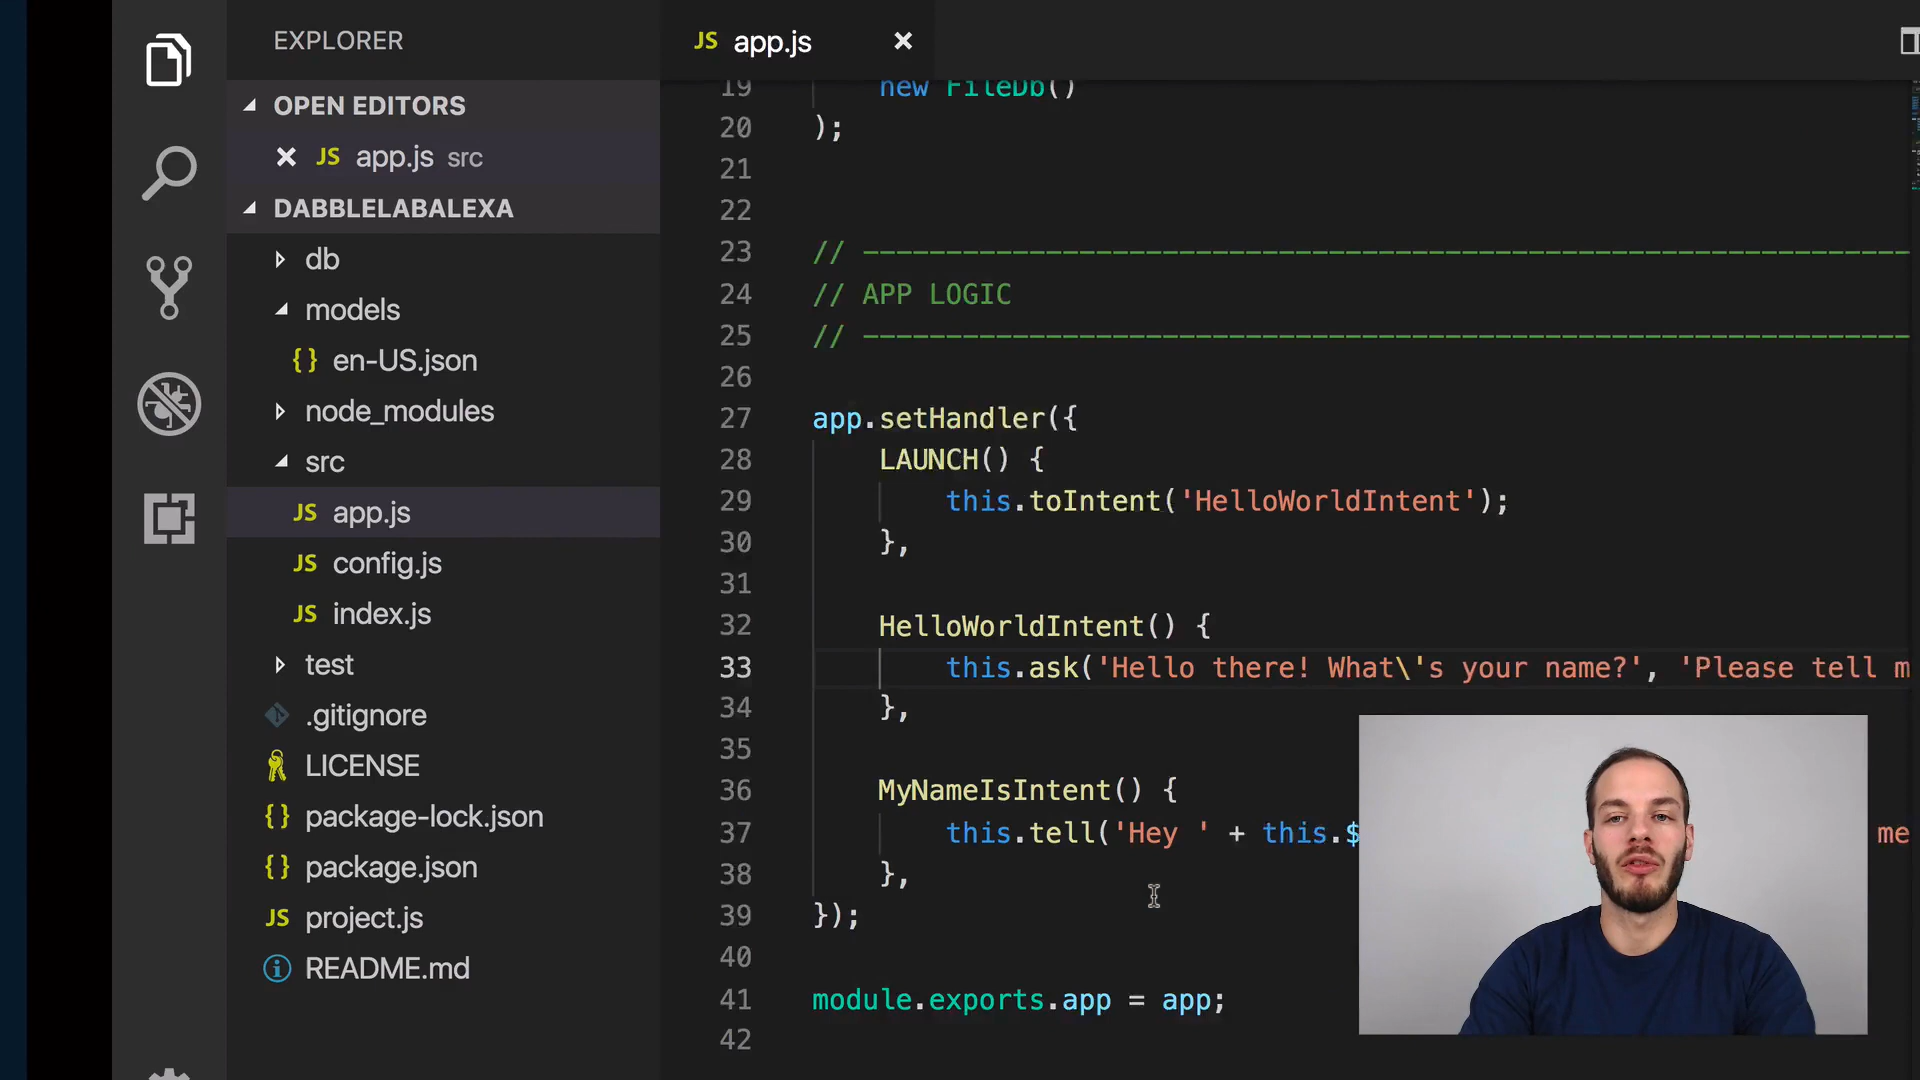 EXPLORER
OPEN EDITORS
JS app.js src
DABBLELABALEXA
db
models
{} en-US.json
node_modules
src
JS app.js
JS config.js
JS index.js
test
.gitignore
LICENSE
{} package-lock.json
{} package.json
JS project.js
README.md
JS app.js
19 new FileDb()
20 );
21
22
23 // --------------------------------------------------------------
24 // APP LOGIC
25 // --------------------------------------------------------------
26
27 app.setHandler({
28 LAUNCH() {
29 this.toIntent('HelloWorldIntent');
30 },
31
32 HelloWorldIntent() {
33 this.ask('Hello there! What\'s your name?', 'Please tell m
34 },
35
36 MyNameIsIntent() {
37 this.tell('Hey ' + this.$ me
38 },
39 });
40
41 module.exports.app = app;
42